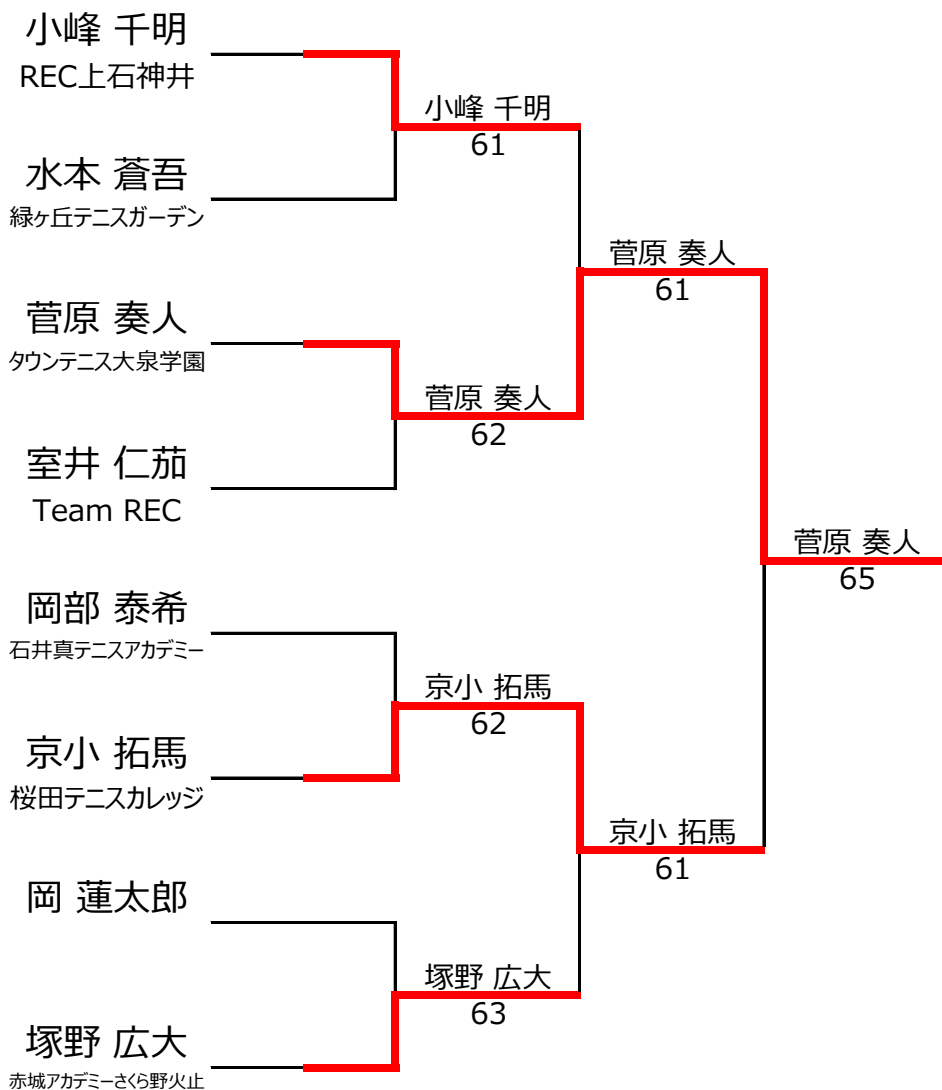 小峰 千明
REC上石神井
水本 蒼吾
緑ヶ丘テニスガーデン
菅原 奏人
タウンテニス大泉学園
室井 仁茄
Team REC
岡部 泰希
石井真テニスアカデミー
京小 拓馬
桜田テニスカレッジ
岡 蓮太郎
塚野 広大
赤城アカデミーさくら野火止
小峰 千明
61
菅原 奏人
62
京小 拓馬
62
塚野 広大
63
菅原 奏人
61
京小 拓馬
61
菅原 奏人
65